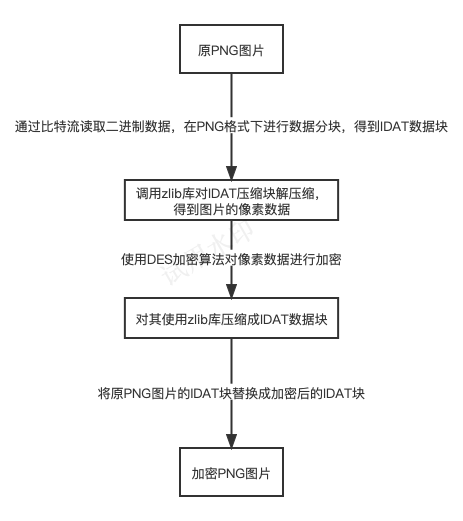 原PNG图片
通过比特流读取二进制数据，在PNG格式下进行数据分块，得到IDAT数据块
调用zlib库对IDAT压缩块解压缩，
得到图片的像素数据
试用水印
使用DES加密算法对像素数据进行加密
对其使用zlib库压缩成IDAT数据块
将原PNG图片的IDAT块替换成加密后的IDAT块
加密PNG图片